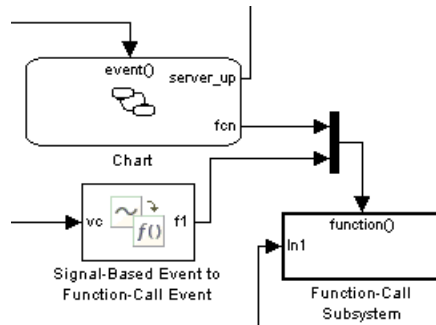 event()
server_up
fcn
Chart
vc
f()
f1
Signal-Based Event to
Function-Call Event
function()
In1
Function-Call
Subsystem